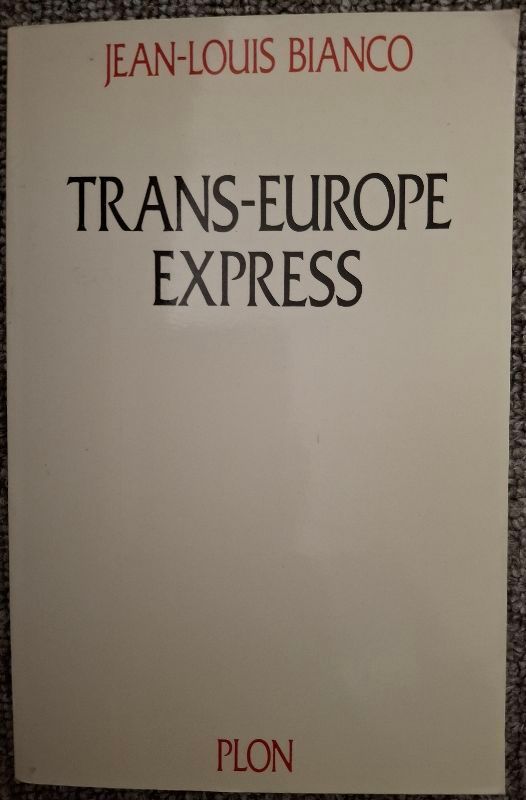 JEAN-LOUIS BIANCO
TRANS-EUROPE
EXPRESS
PLON